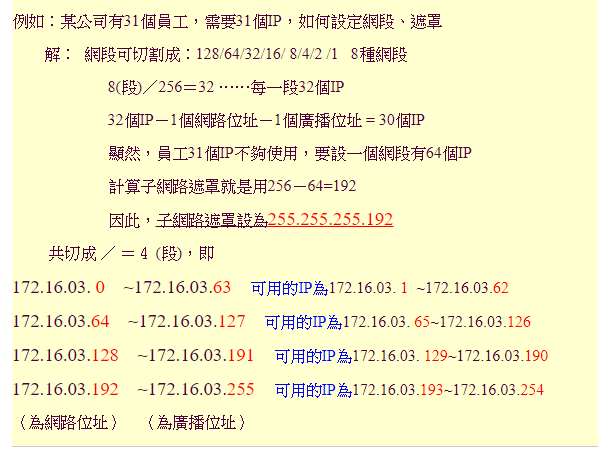 例如：某公司有31個員工，需要31個IP，如何設定網段、遮罩
解： 網段可切割成：128/64/32/16/ 8/4/2 /1 8種網段
8(段)／256＝32 ……每一段32個IP
32個IP－1個網路位址－1個廣播位址 = 30個IP
顯然，員工31個IP不夠使用，要設一個網段有64個IP
計算子網路遮罩就是用256－64=192
因此，子網路遮罩設為255.255.255.192
共切成 ／ ＝ 4 (段)，即
172.16.03. 0 ~172.16.03.63 可用的IP為172.16.03. 1 ~172.16.03.62
172.16.03.64 ~172.16.03.127 可用的IP為172.16.03. 65~172.16.03.126
172.16.03.128 ~172.16.03.191 可用的IP為172.16.03. 129~172.16.03.190
172.16.03.192 ~172.16.03.255 可用的IP為172.16.03.193~172.16.03.254
（為網路位址） （為廣播位址）